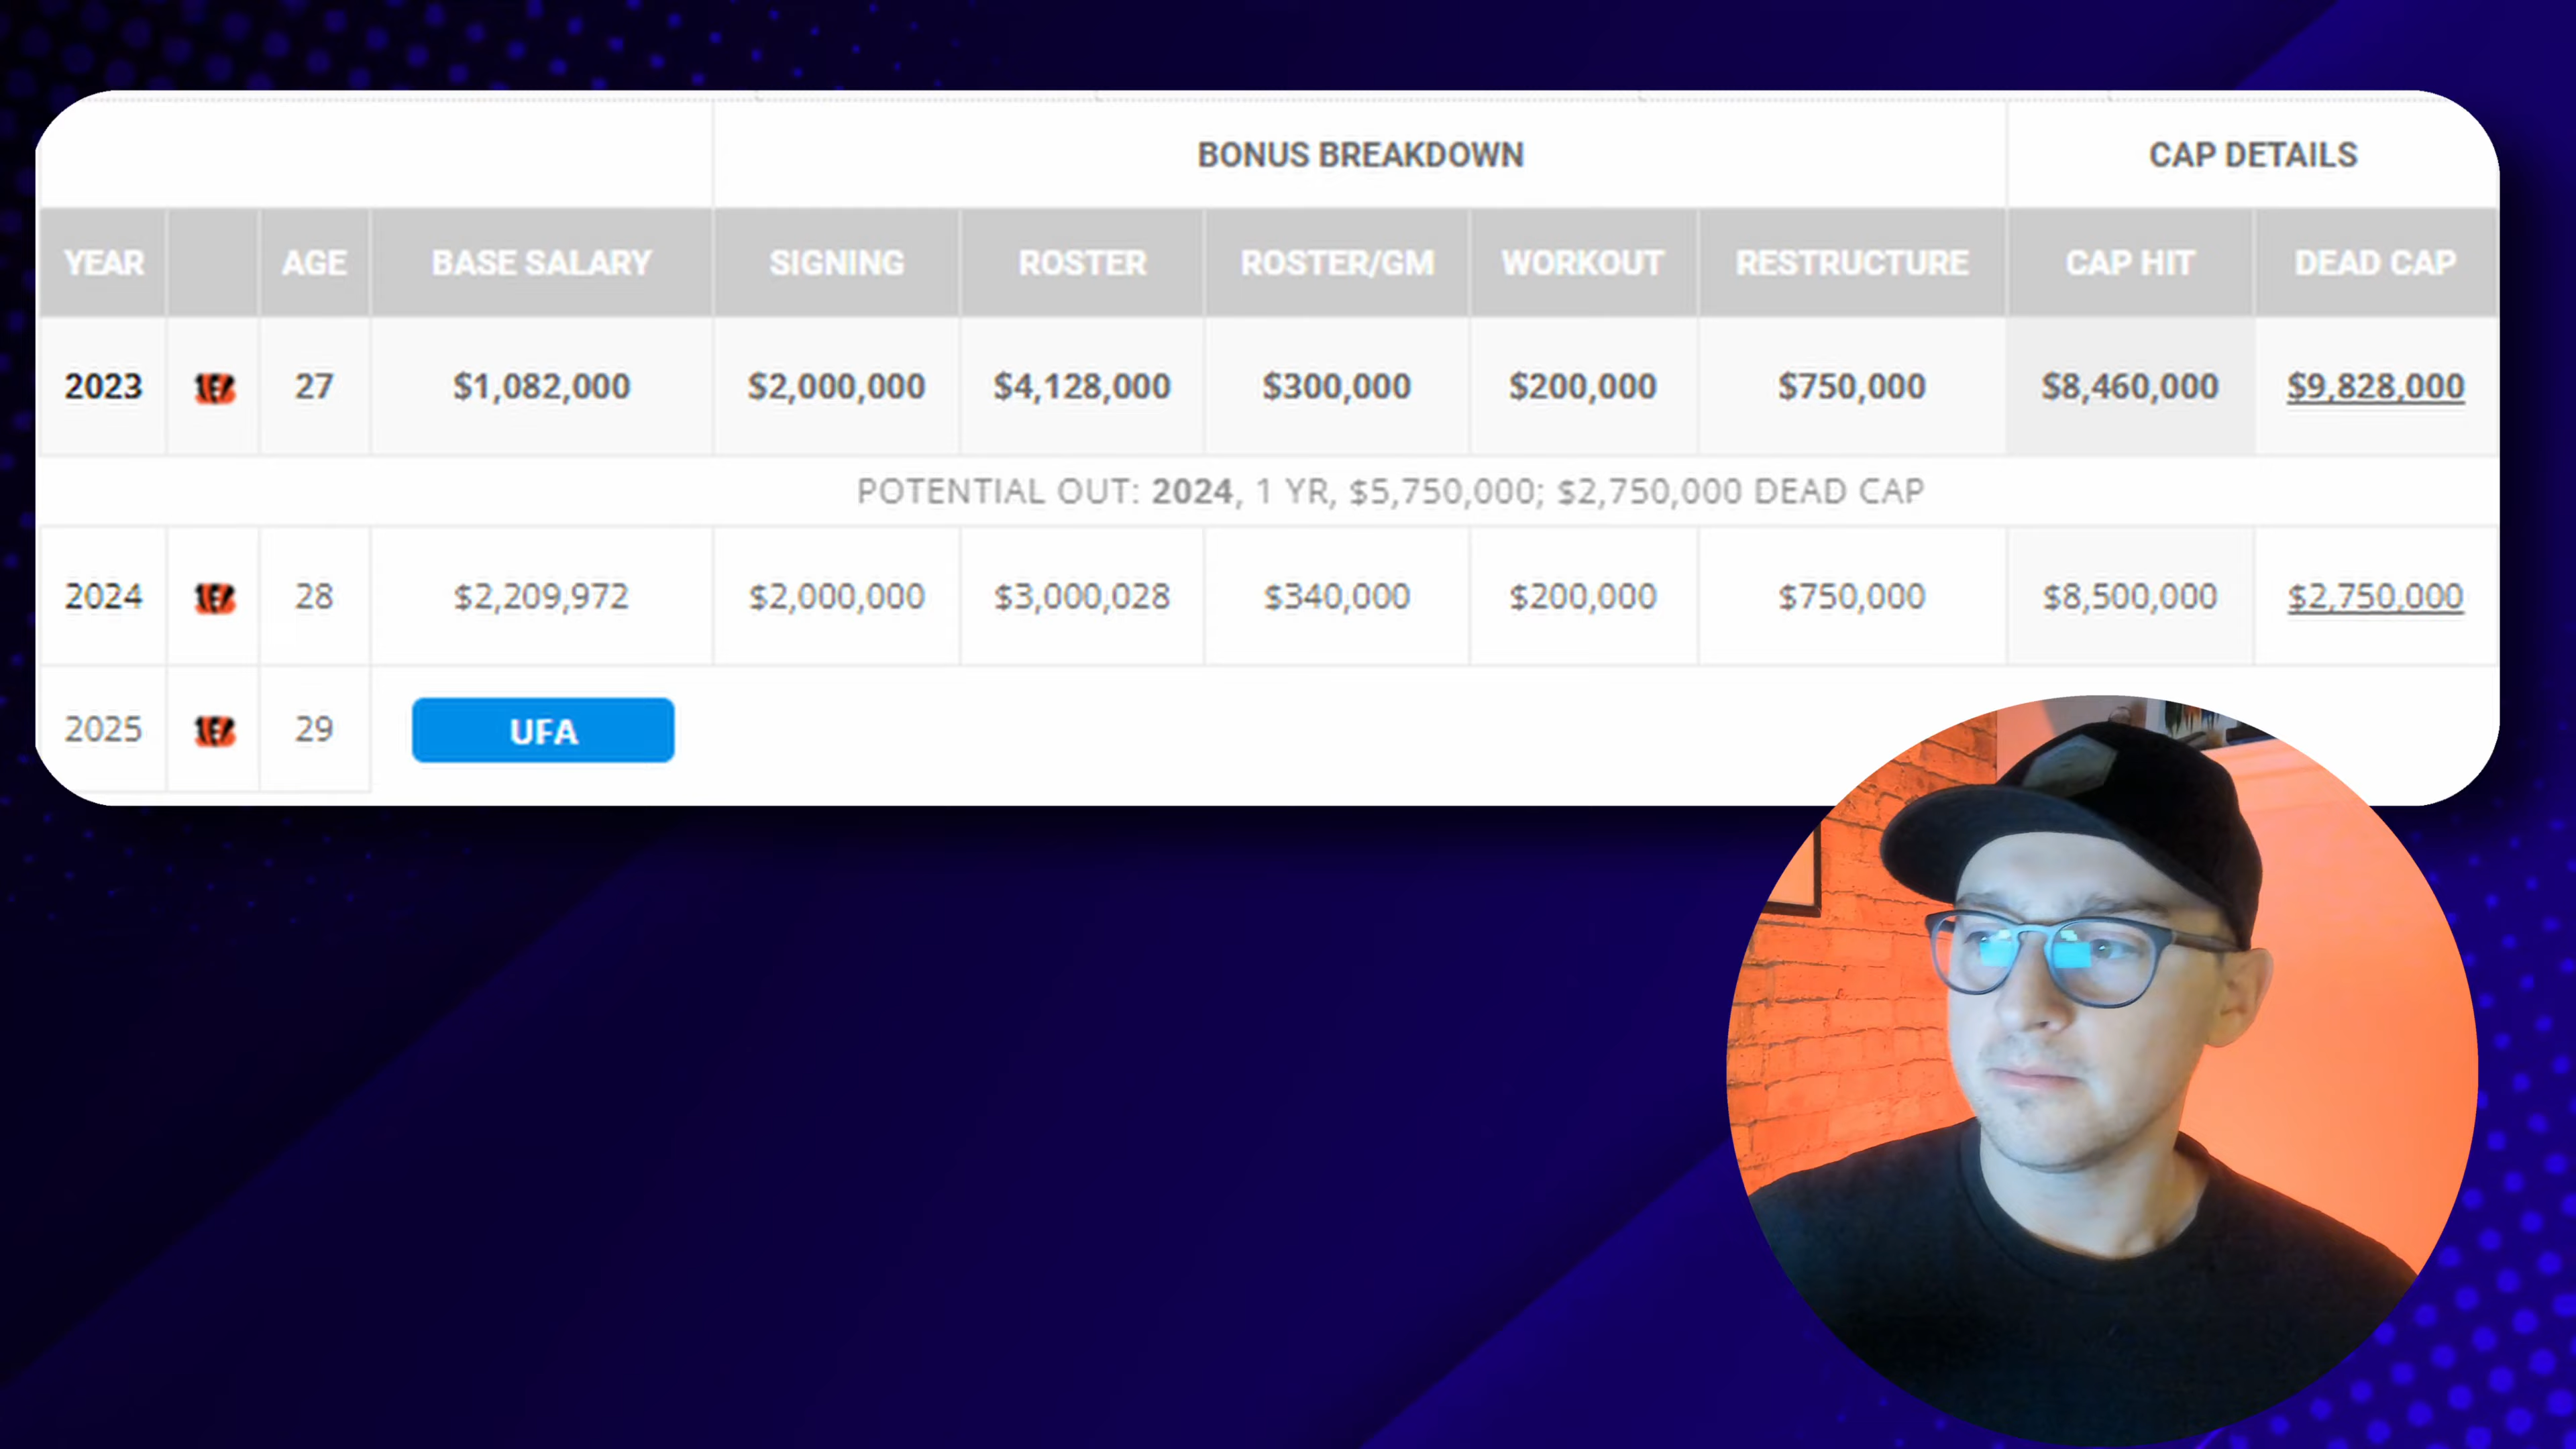 BONUS BREAKDOWN CAP DETAILS
YEAR AGE BASE SALARY SIGNING ROSTER ROSTER/GM WORKOUT RESTRUCTURE CAP HIT DEAD CAP
2023 27 $1,082,000 $2,000,000 $4,128,000 $300,000 $200,000 $750,000 $8,460,000 $9,828,000
POTENTIAL OUT: 2024, 1 YR, $5,750,000; $2,750,000 DEAD CAP
2024 28 $2,209,972 $2,000,000 $3,000,028 $340,000 $200,000 $750,000 $8,500,000 $2,750,000
2025 29 UFA